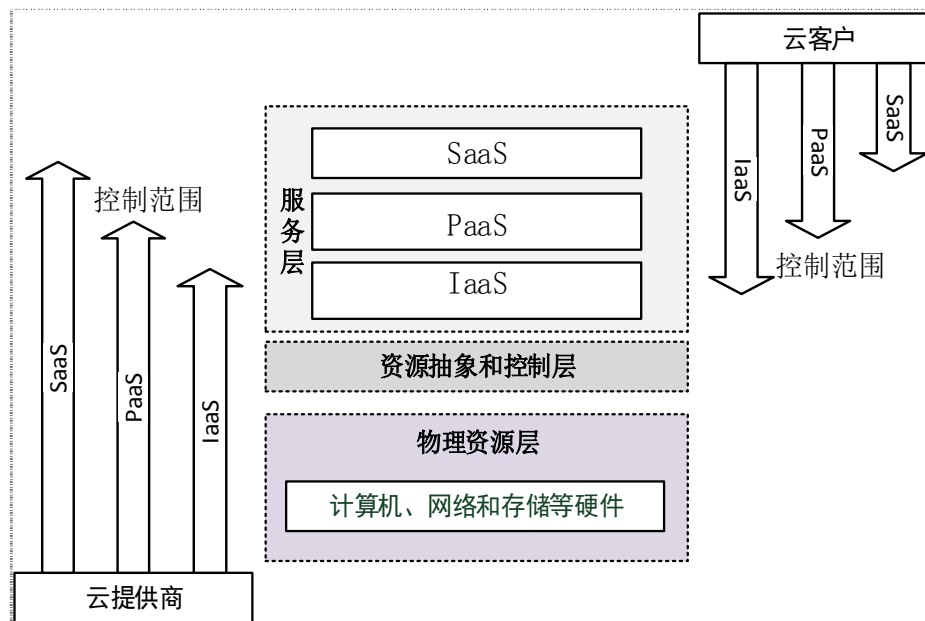 云客户
SaaS
PaaS
IaaS
控制范围
服务层
SaaS
PaaS
IaaS
控制范围
SaaS
PaaS
IaaS
资源抽象和控制层
物理资源层
计算机、网络和存储等硬件
云提供商